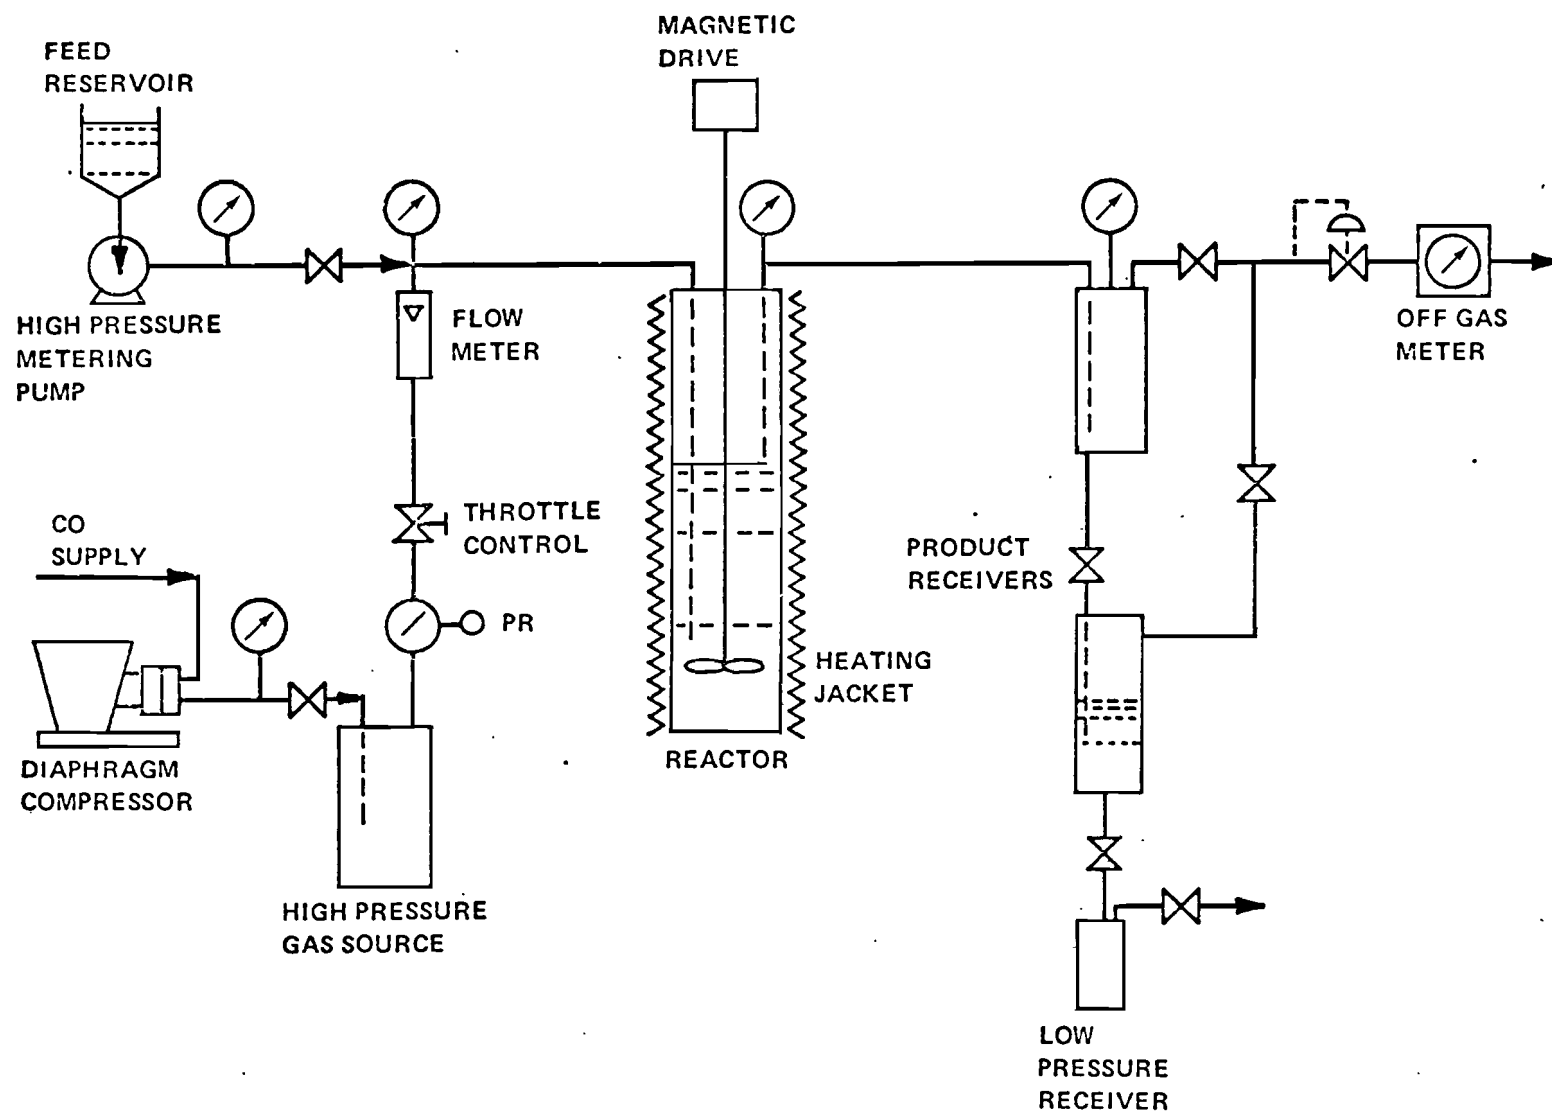 MAGNETIC
DRIVE
FEED
RESERVOIR
HIGH PRESSURE
METERING
PUMP
FLOW
METER
OFF GAS
METER
THROTTLE
CONTROL
CO
SUPPLY
PRODUCT
RECEIVERS
PR
HEATING
JACKET
REACTOR
DIAPHRAGM
COMPRESSOR
HIGH PRESSURE
GAS SOURCE
LOW
PRESSURE
RECEIVER